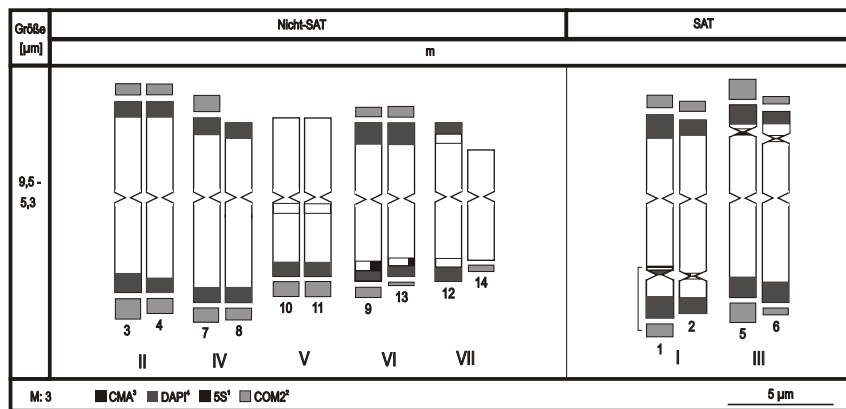 Größe
[µm]
Nicht-SAT
SAT
m
9,5 -
5,3
3
4
7
8
10
11
9
13
12
14
1
2
5
6
II
IV
V
VI
VII
I
III
M: 3
CMA³
DAPI⁴
5S¹
COM2²
5 µm